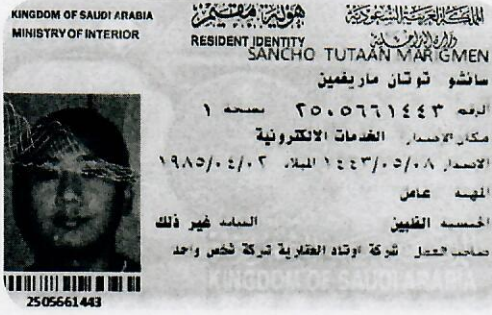 KINGDOM OF SAUDI ARABIA
MINISTRY OF INTERIOR
هوية مقيم
RESIDENT IDENTITY
المملكة العربية السعودية
وزارة الداخلية
SANCHO TUTAAN MARIGMEN
سانشو توتان ماريغمين
الرقم ٢٥٠٥٦٦١٤٤٣ نسخة ١
مكان الاصدار الخدمات الالكترونية
الاصدار ١٤٤٣/٠٥/٠٨ الميلاد ١٩٨٥/٠٤/٠٢
المهنة عامل
الجنسية الفلبين الديانة غير ذلك
صاحب العمل شركة اوتاد العقارية شركة شخص واحد
KINGDOM OF SAUDI ARABIA
2505661443